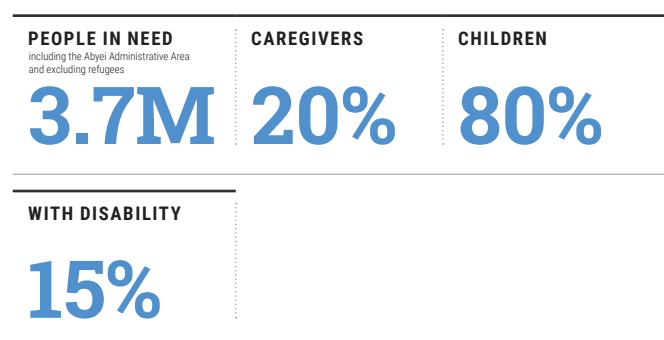 PEOPLE IN NEED
including the Abyei Administrative Area
and excluding refugees
3.7M
CAREGIVERS
20%
CHILDREN
80%
WITH DISABILITY
15%